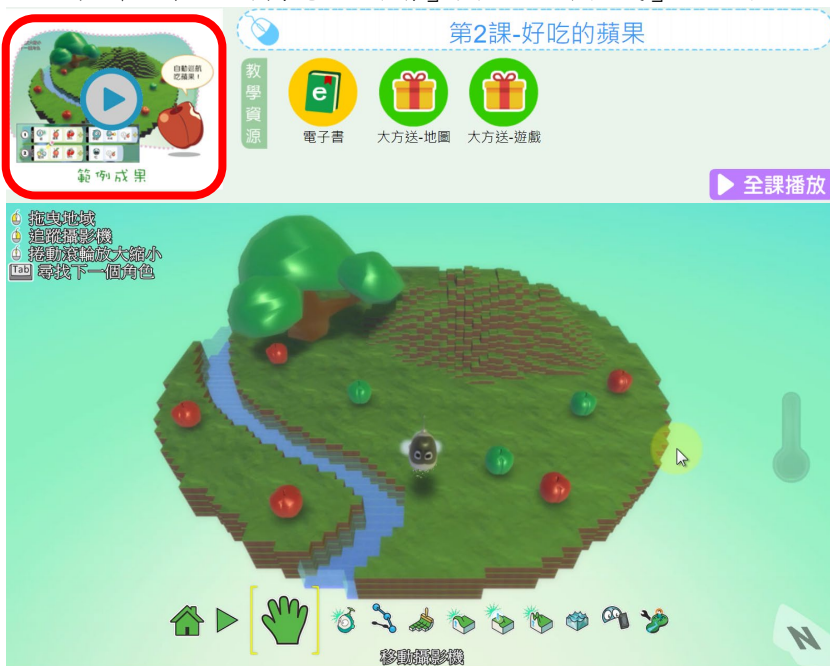 第2課-好吃的蘋果
自動巡航
吃蘋果！
範例成果
教學資源
電子書
大方送-地圖
大方送-遊戲
全課播放
拖曳地域
追蹤攝影機
捲動滾輪放大縮小
Tab 尋找下一個角色
移動攝影機
N